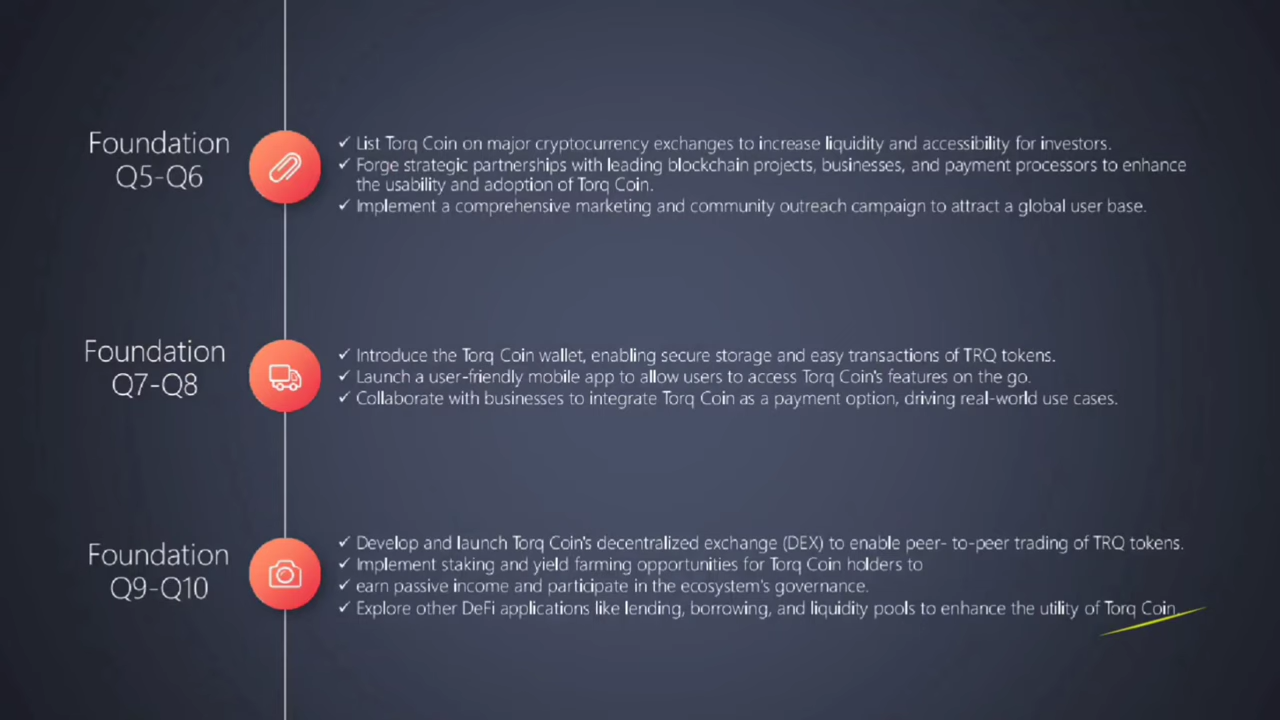 Foundation
Q5-Q6
✓ List Torq Coin on major cryptocurrency exchanges to increase liquidity and accessibility for investors.
✓ Forge strategic partnerships with leading blockchain projects, businesses, and payment processors to enhance
the usability and adoption of Torq Coin.
✓ Implement a comprehensive marketing and community outreach campaign to attract a global user base.
Foundation
Q7-Q8
✓ Introduce the Torq Coin wallet, enabling secure storage and easy transactions of TRQ tokens.
✓ Launch a user-friendly mobile app to allow users to access Torq Coin's features on the go.
✓ Collaborate with businesses to integrate Torq Coin as a payment option, driving real-world use cases.
Foundation
Q9-Q10
✓ Develop and launch Torq Coin's decentralized exchange (DEX) to enable peer- to-peer trading of TRQ tokens.
✓ Implement staking and yield farming opportunities for Torq Coin holders to
✓ earn passive income and participate in the ecosystem's governance.
✓ Explore other DeFi applications like lending, borrowing, and liquidity pools to enhance the utility of Torq Coin.